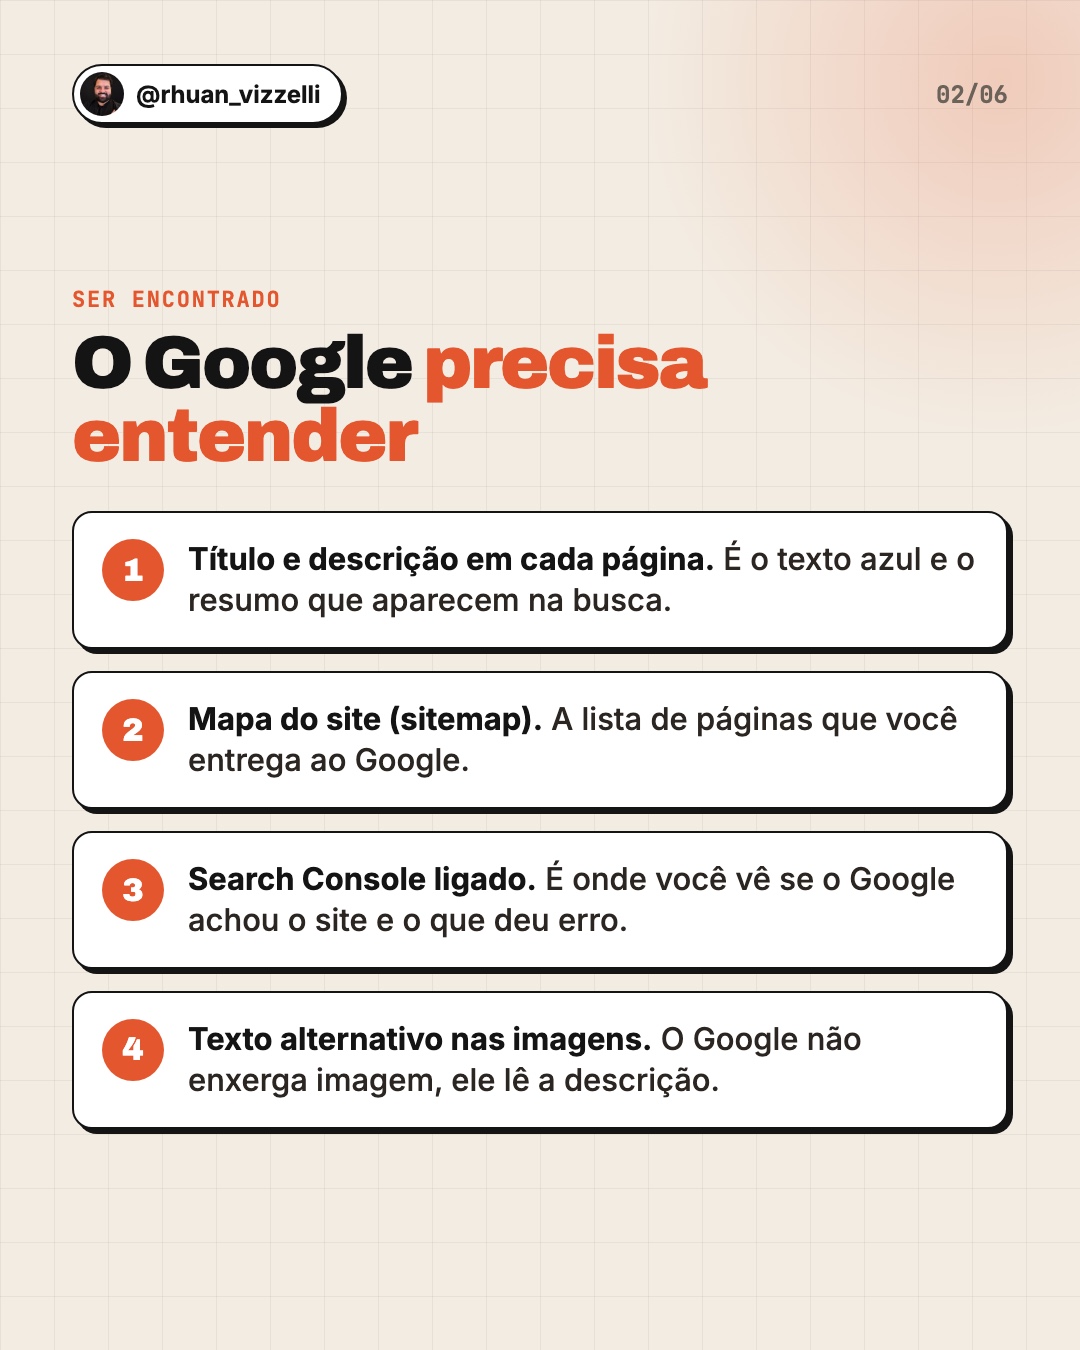 @rhuan_vizzelli
02/06
SER ENCONTRADO
O Google precisa
entender
1
Título e descrição em cada página. É o texto azul e o
resumo que aparecem na busca.
2
Mapa do site (sitemap). A lista de páginas que você
entrega ao Google.
3
Search Console ligado. É onde você vê se o Google
achou o site e o que deu erro.
4
Texto alternativo nas imagens. O Google não
enxerga imagem, ele lê a descrição.